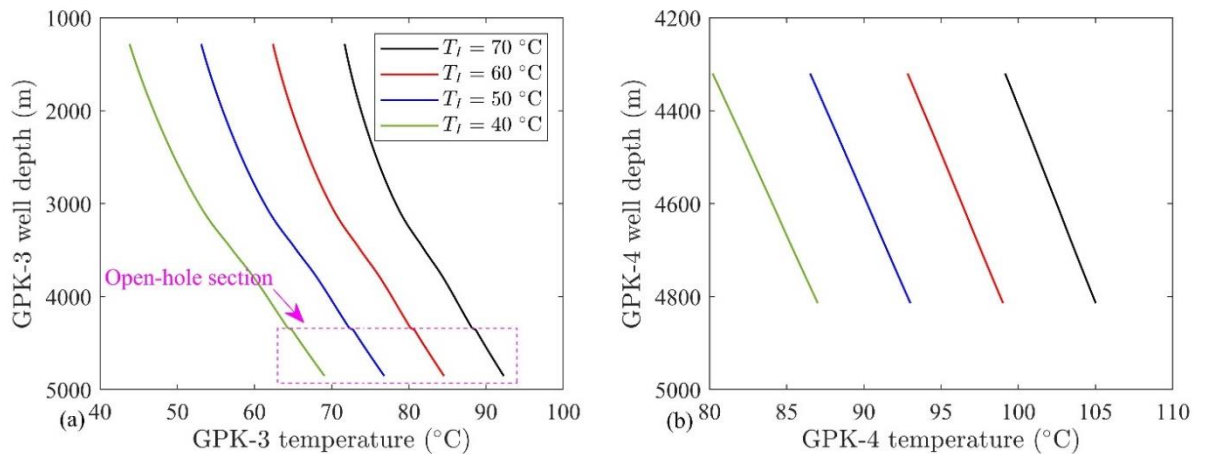 1000
2000
3000
4000
5000
GPK-3 well depth (m)
T_I = 70 °C
T_I = 60 °C
T_I = 50 °C
T_I = 40 °C
Open-hole section
(a)
40 50 60 70 80 90 100
GPK-3 temperature (°C)
4200
4400
4600
4800
5000
GPK-4 well depth (m)
(b)
80 85 90 95 100 105 110
GPK-4 temperature (°C)